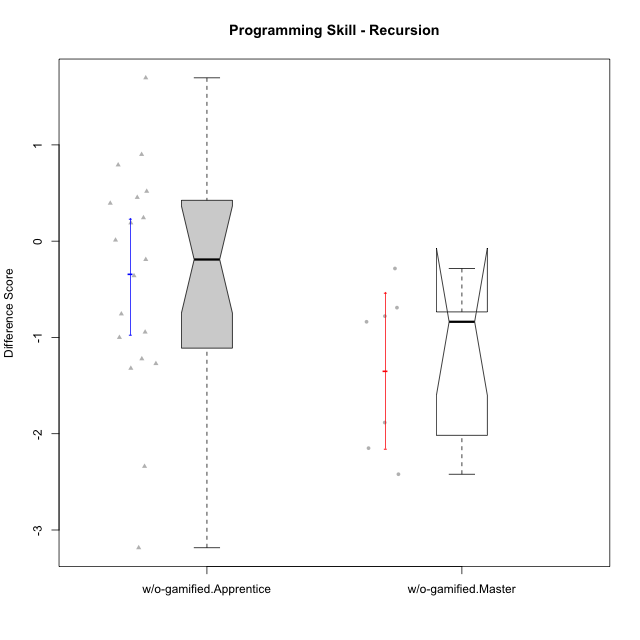 Programming Skill - Recursion
Difference Score
1
0
-1
-2
-3
w/o-gamified.Apprentice
w/o-gamified.Master